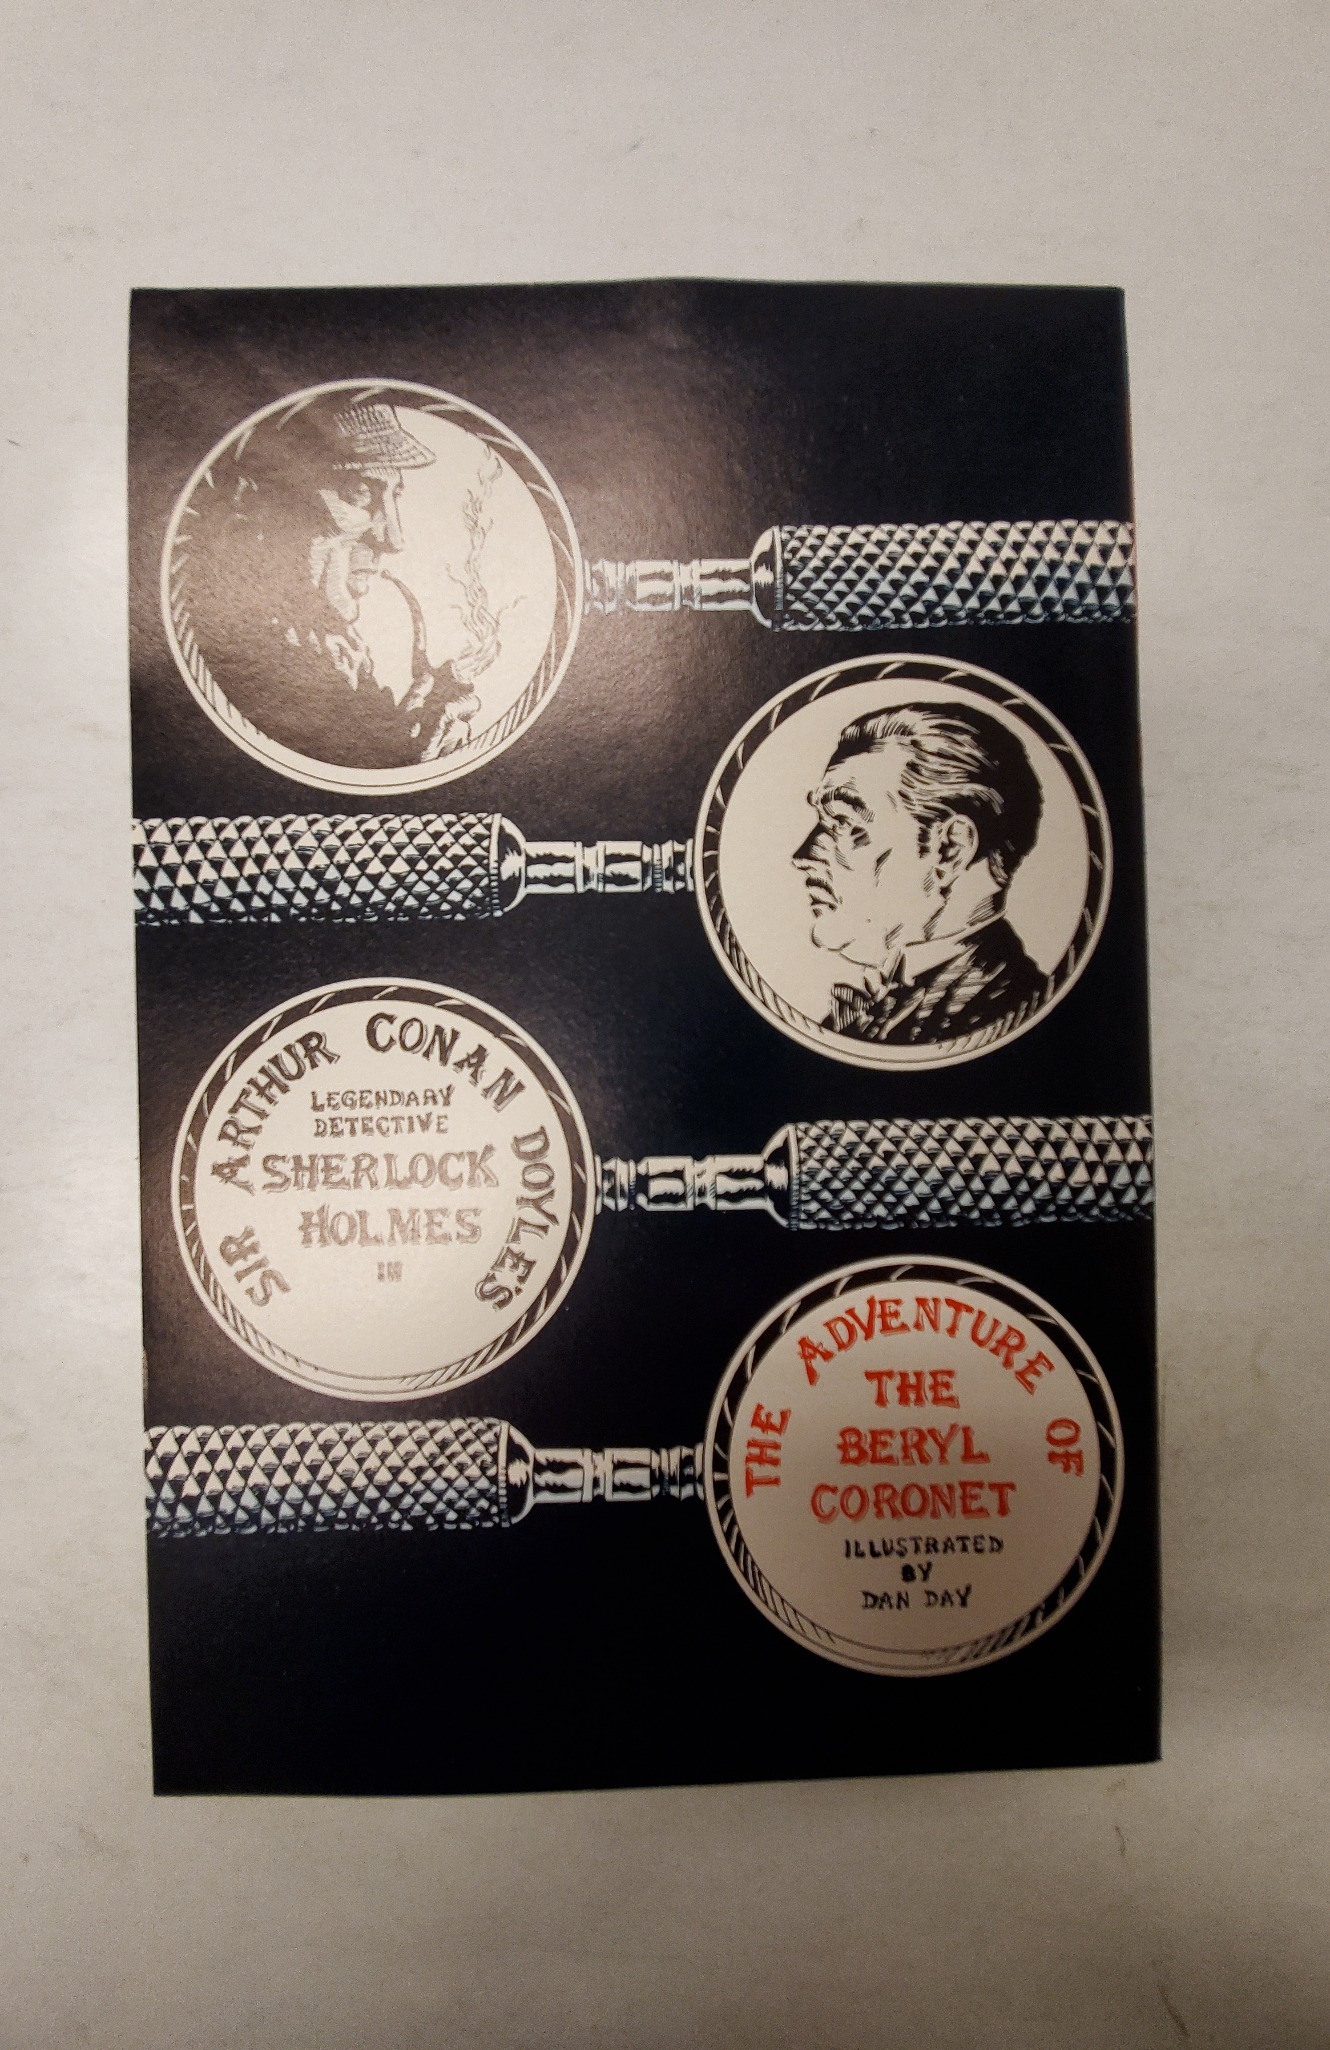 SIR ARTHUR CONAN DOYLE'S
LEGENDARY
DETECTIVE
SHERLOCK
HOLMES
IN
THE ADVENTURE OF
THE
BERYL
CORONET
ILLUSTRATED
BY
DAN DAY